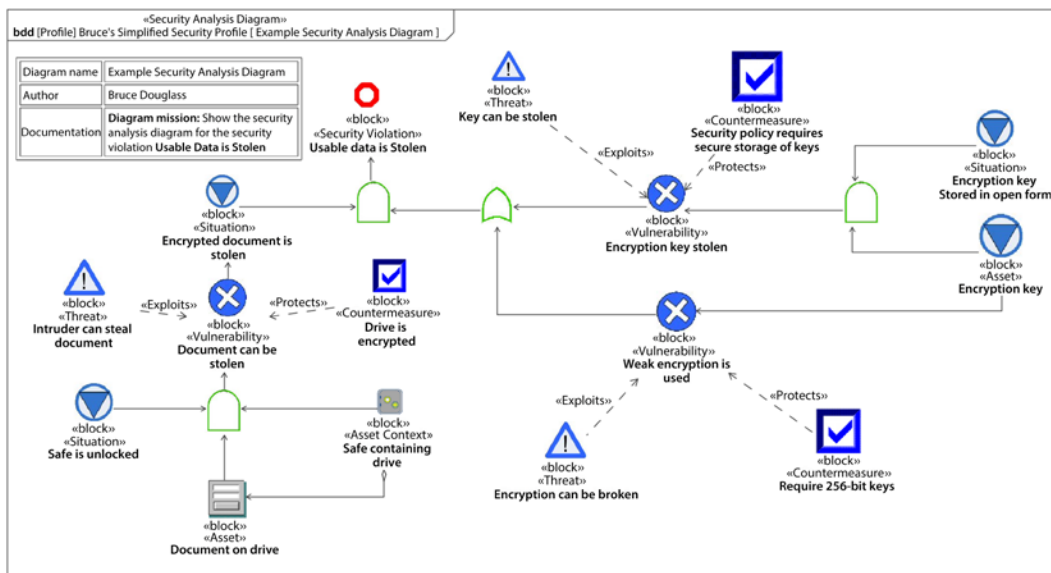 «Security Analysis Diagram»
bdd [Profile] Bruce's Simplified Security Profile [ Example Security Analysis Diagram ]
Diagram name
Example Security Analysis Diagram
Author
Bruce Douglass
Documentation
Diagram mission: Show the security
analysis diagram for the security
violation Usable Data is Stolen
«block»
«Security Violation»
Usable data is Stolen
«block»
«Threat»
Key can be stolen
«block»
«Countermeasure»
Security policy requires
secure storage of keys
«Exploits»
«Protects»
«block»
«Situation»
Encryption key
Stored in open form
«block»
«Situation»
Encrypted document is
stolen
«block»
«Vulnerability»
Encryption key stolen
«block»
«Asset»
Encryption key
«block»
«Threat»
Intruder can steal
document
«Exploits»
«Protects»
«block»
«Countermeasure»
Drive is
encrypted
«block»
«Vulnerability»
Document can be
stolen
«block»
«Vulnerability»
Weak encryption is
used
«Exploits»
«Protects»
«block»
«Situation»
Safe is unlocked
«block»
«Asset Context»
Safe containing
drive
«block»
«Threat»
Encryption can be broken
«block»
«Countermeasure»
Require 256-bit keys
«block»
«Asset»
Document on drive